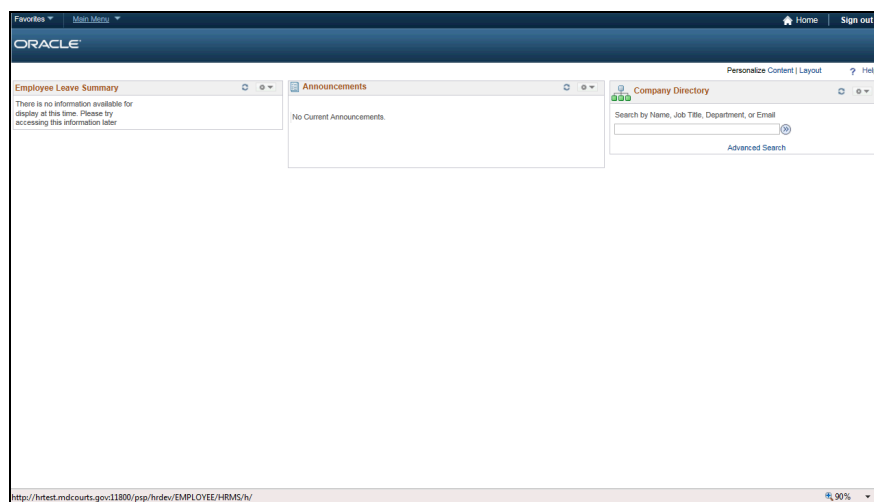 Favorites Main Menu Home Sign out
ORACLE
Personalize Content | Layout ? Help
Employee Leave Summary
There is no information available for
display at this time. Please try
accessing this information later
Announcements
No Current Announcements.
Company Directory
Search by Name, Job Title, Department, or Email
Advanced Search
http://hrtest.mdcourts.gov:11800/psp/hrdev/EMPLOYEE/HRMS/h/ 90%